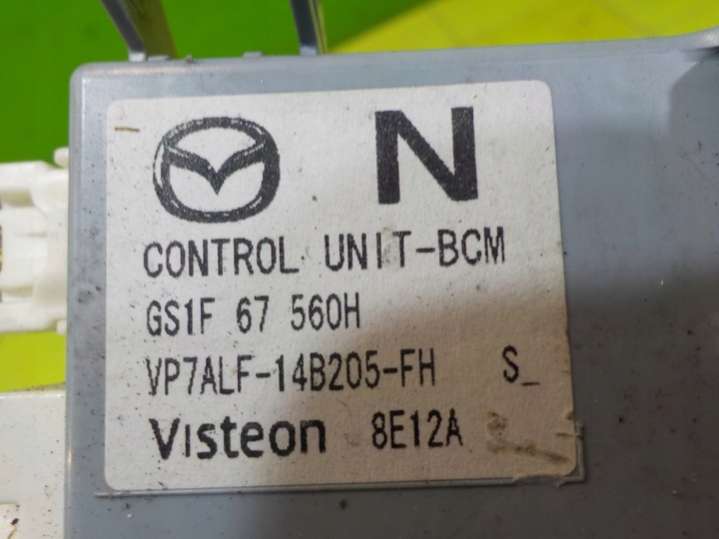 N
CONTROL UNIT-BCM
GS1F 67 560H
VP7ALF-14B205-FH S_
Visteon 8E12A